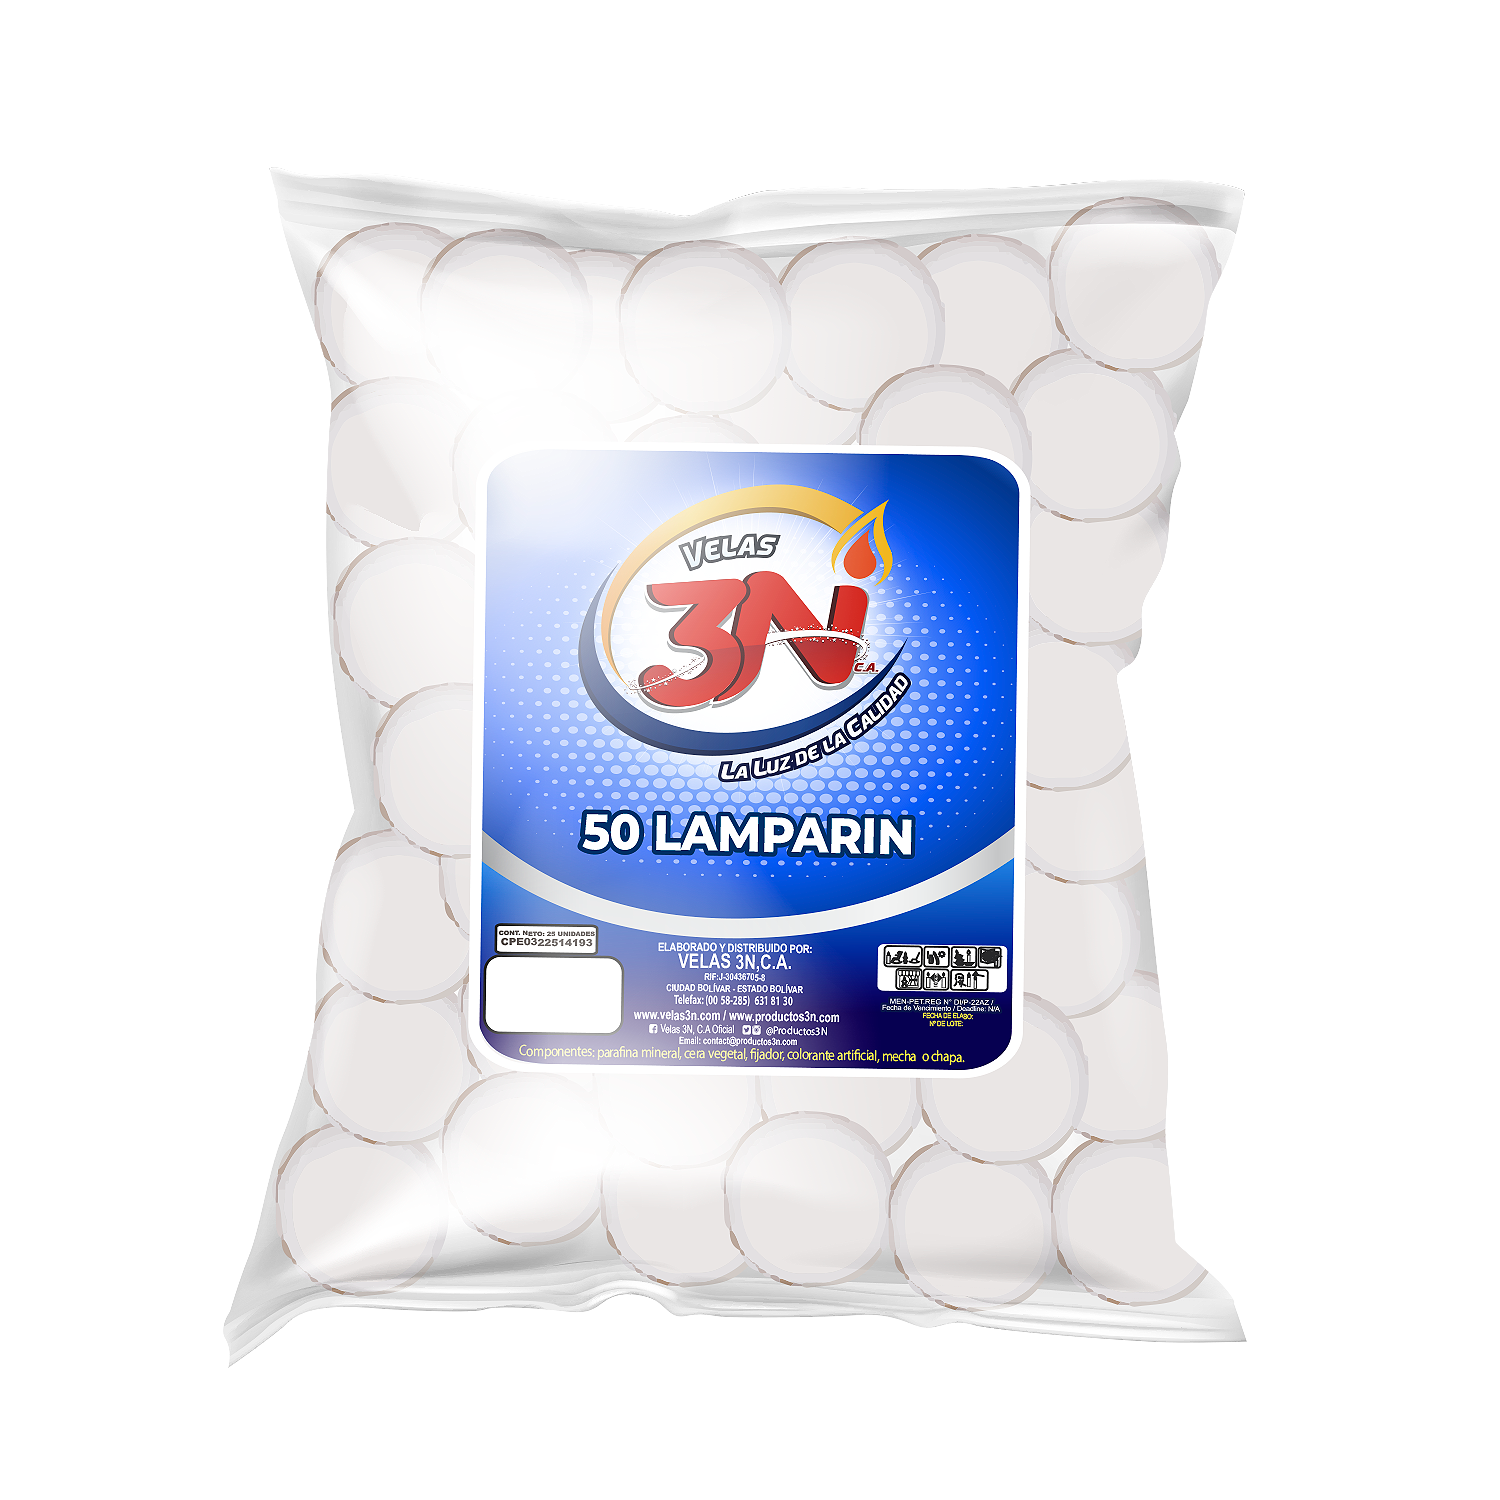 VELAS
3N
C.A.
LA LUZ DE LA CALIDAD
50 LAMPARIN
CONT. NETO: 25 UNIDADES
CPE0322514193
ELABORADO Y DISTRIBUIDO POR:
VELAS 3N,C.A.
RIF:J-30436705-8
CIUDAD BOLÍVAR - ESTADO BOLÍVAR
Telefax: (00 58-285) 631 81 30
www.velas3n.com / www.productos3n.com
Velas 3N, C.A Oficial @Productos3N
Email: contact@productos3n.com
MEN-PET.REG N° DI/P-22AZ /
Fecha de Vencimiento / Deadline: N/A
FECHA DE ELABO:
N° DE LOTE:
Componentes: parafina mineral, cera vegetal, fijador, colorante artificial, mecha o chapa.